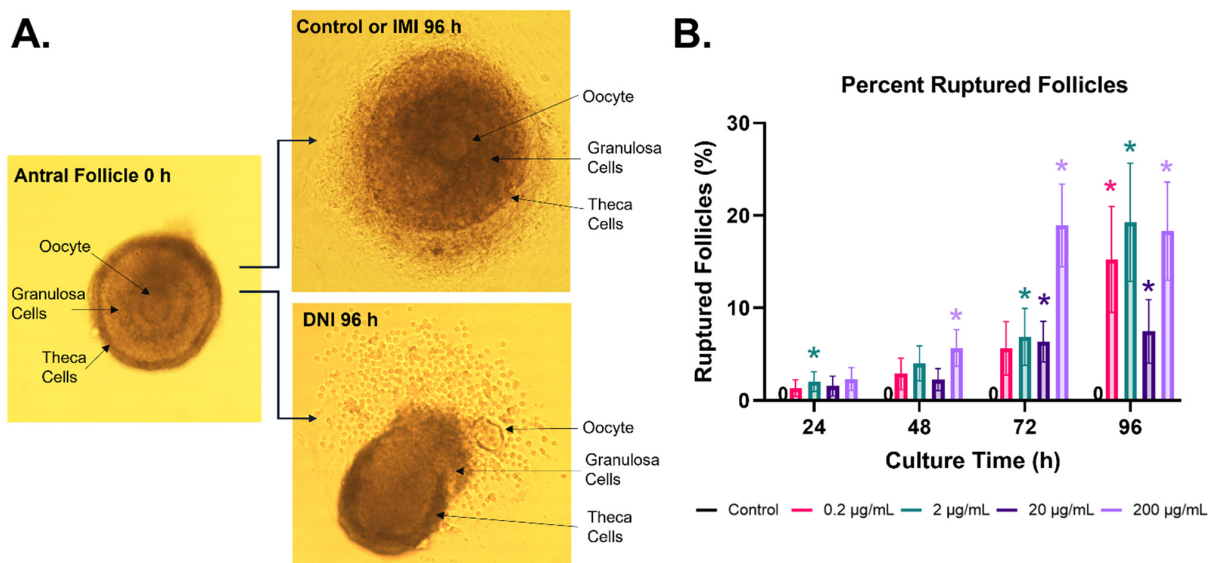 A.
Antral Follicle 0 h
Oocyte
Granulosa
Cells
Theca
Cells
Control or IMI 96 h
Oocyte
Granulosa
Cells
Theca
Cells
DNI 96 h
Oocyte
Granulosa
Cells
Theca
Cells
B.
Percent Ruptured Follicles
Ruptured Follicles (%)
30
20
10
0
0 * 0 * 0 * * * 0 * * * *
24 48 72 96
Culture Time (h)
Control 0.2 µg/mL 2 µg/mL 20 µg/mL 200 µg/mL